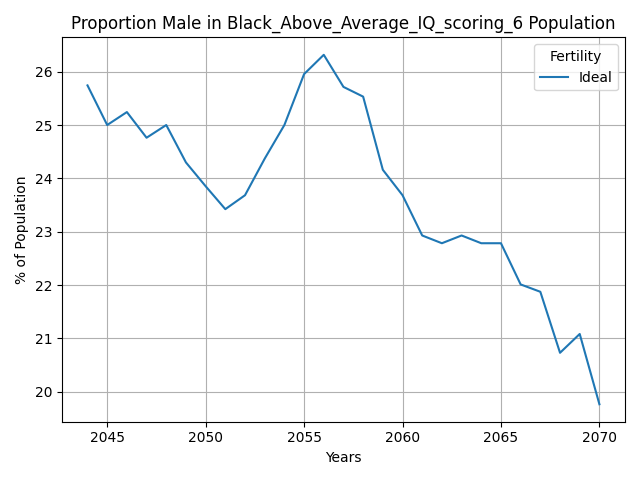 Proportion Male in Black_Above_Average_IQ_scoring_6 Population
Fertility
Ideal
26
25
24
23
22
21
20
% of Population
2045 2050 2055 2060 2065 2070
Years